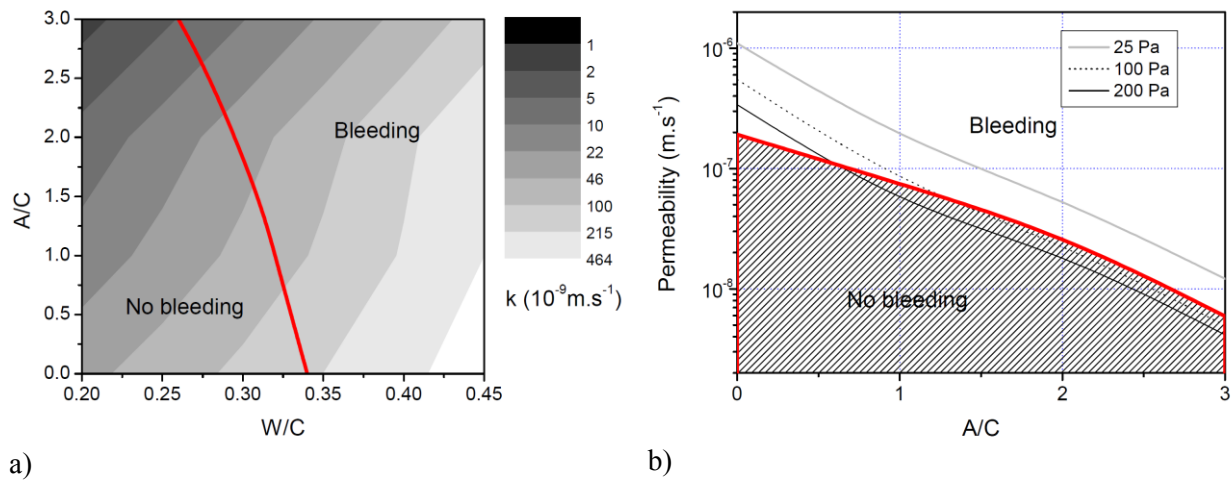 3.0
2.5
2.0
1.5
1.0
0.5
0.0
A/C
0.20
0.25
0.30
0.35
0.40
0.45
W/C
Bleeding
No bleeding
1
2
5
10
22
46
100
215
464
k (10⁻⁹m.s⁻¹)
a)
10⁻⁶
10⁻⁷
10⁻⁸
Permeability (m.s⁻¹)
25 Pa
100 Pa
200 Pa
Bleeding
No bleeding
0
1
2
3
A/C
b)